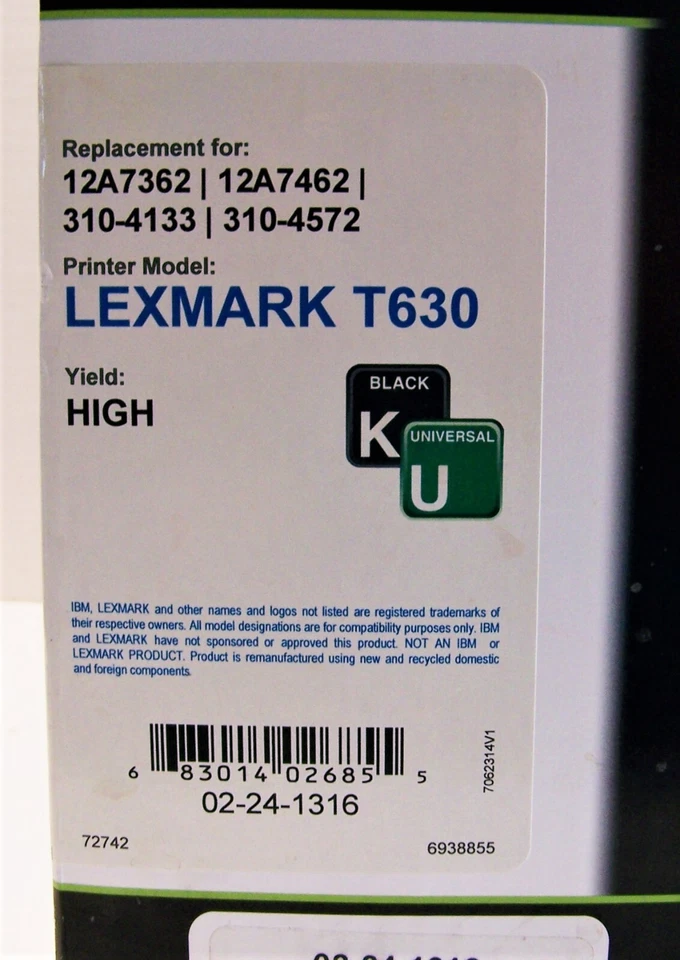 Replacement for:
12A7362 | 12A7462 |
310-4133 | 310-4572
Printer Model:
LEXMARK T630
Yield:
HIGH
BLACK
K
UNIVERSAL
U
IBM, LEXMARK and other names and logos not listed are registered trademarks of
their respective owners. All model designations are for compatibility purposes only. IBM
and LEXMARK have not sponsored or approved this product. NOT AN IBM or
LEXMARK PRODUCT. Product is remanufactured using new and recycled domestic
and foreign components.
6 83014 02685 5
02-24-1316
7062314V1
72742
6938855